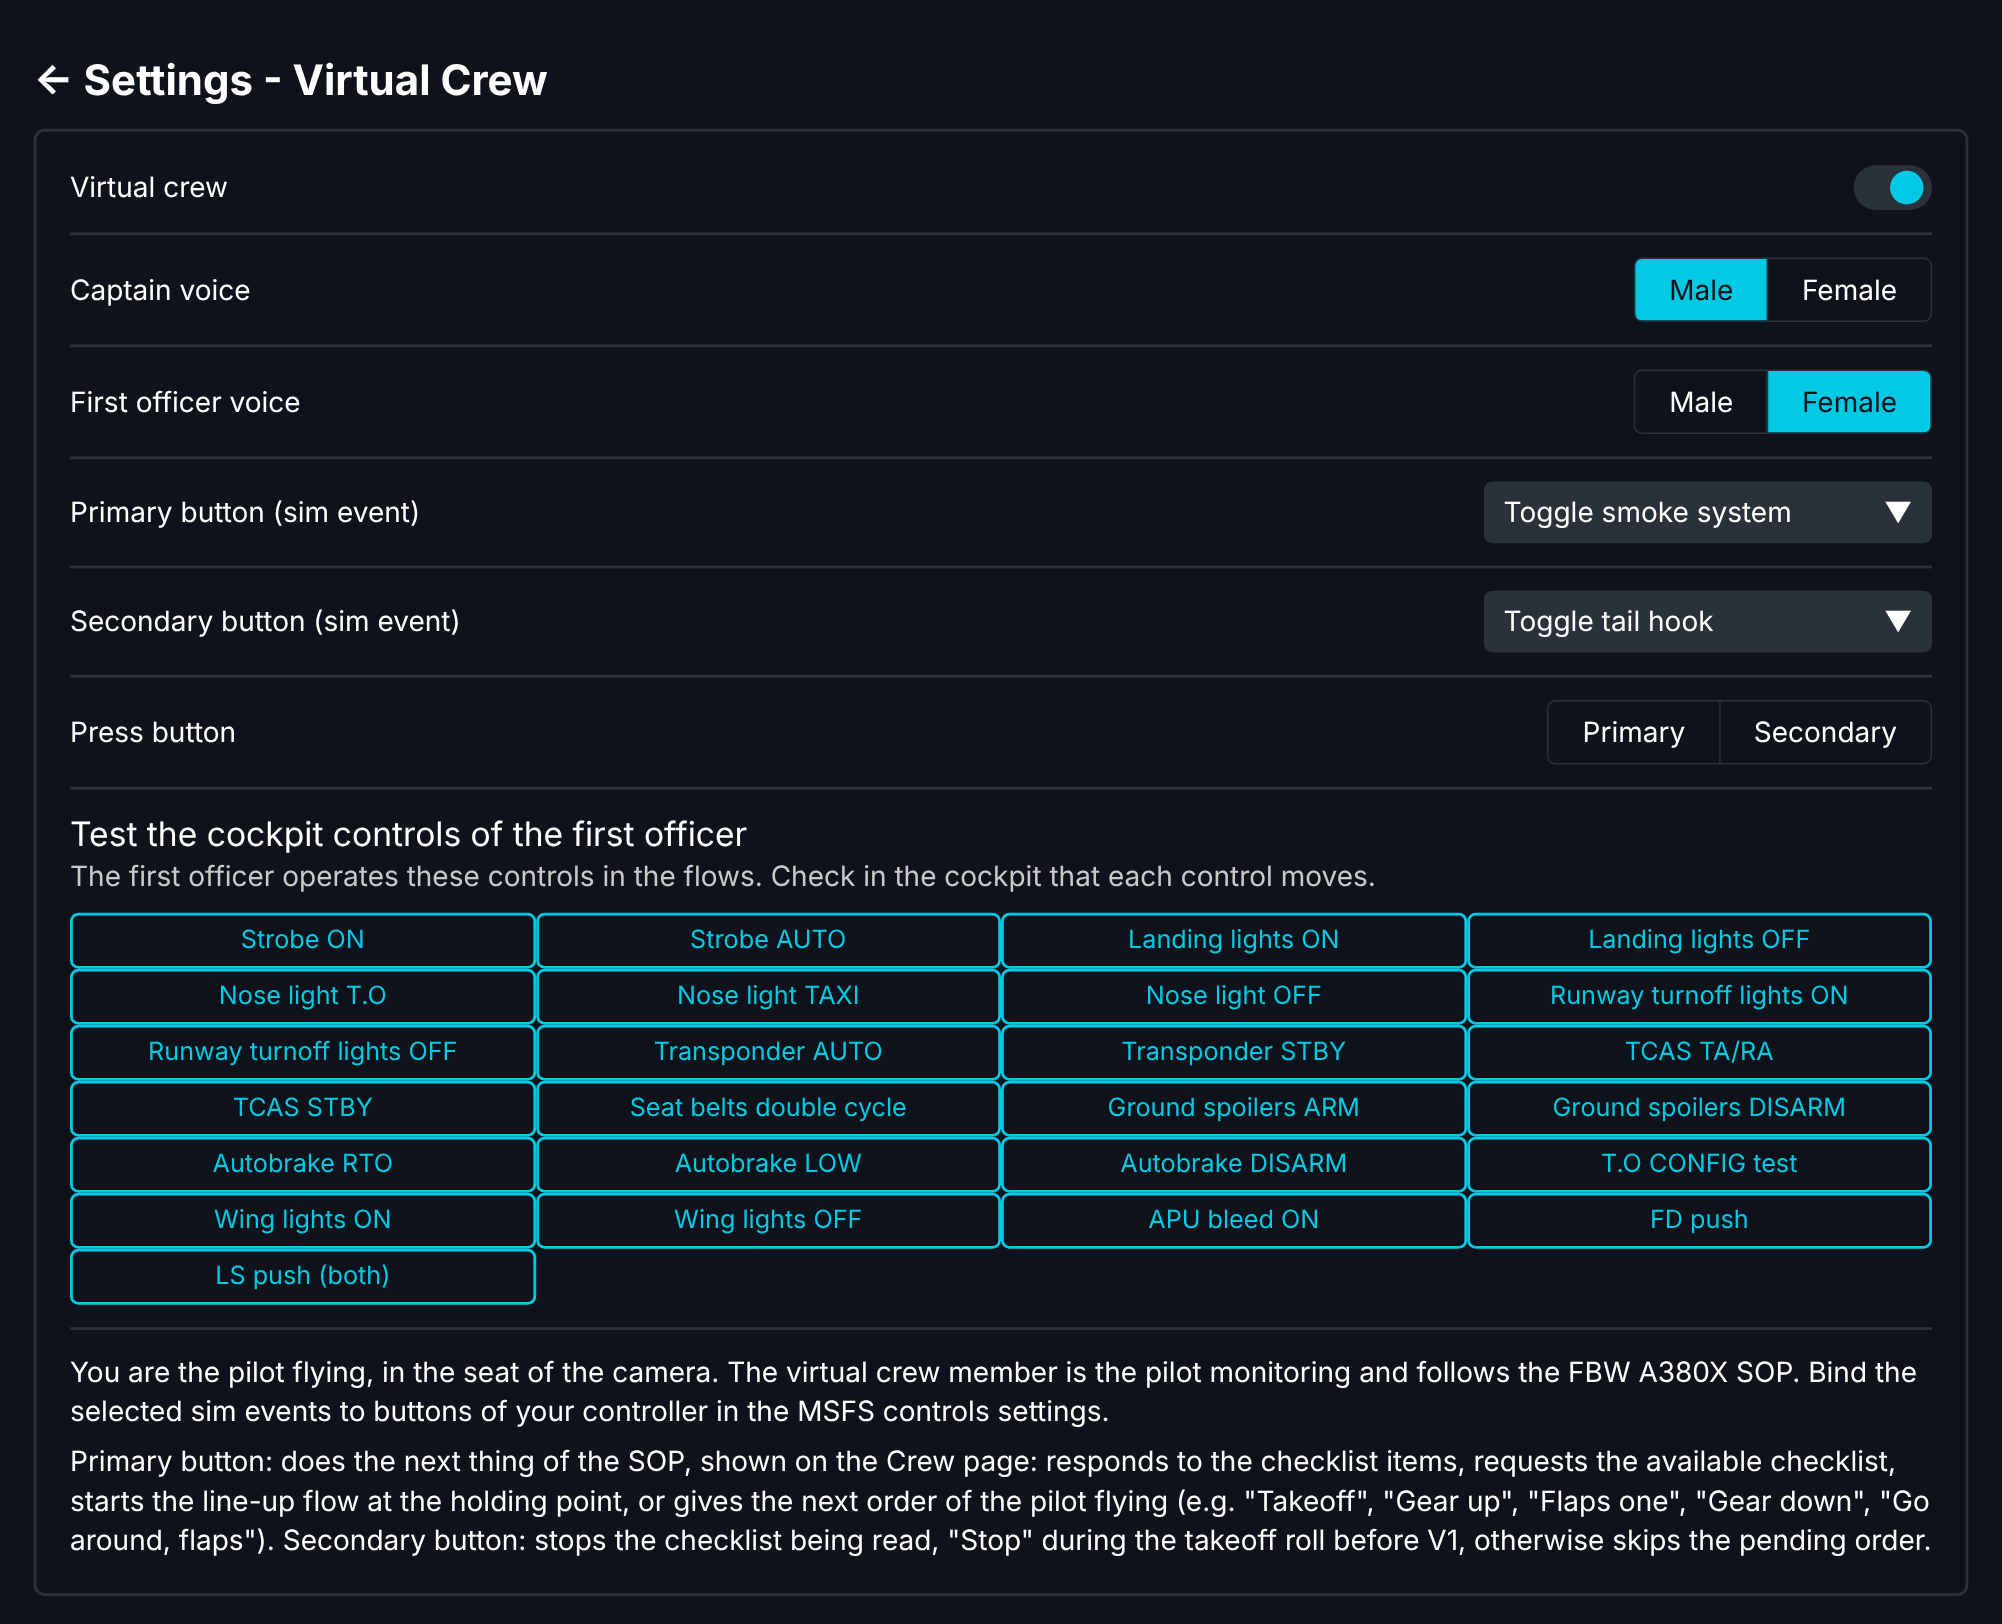 ← Settings - Virtual Crew
Virtual crew
Captain voice
Male Female
First officer voice
Male Female
Primary button (sim event)
Toggle smoke system
Secondary button (sim event)
Toggle tail hook
Press button
Primary Secondary
Test the cockpit controls of the first officer
The first officer operates these controls in the flows. Check in the cockpit that each control moves.
Strobe ON Strobe AUTO Landing lights ON Landing lights OFF
Nose light T.O Nose light TAXI Nose light OFF Runway turnoff lights ON
Runway turnoff lights OFF Transponder AUTO Transponder STBY TCAS TA/RA
TCAS STBY Seat belts double cycle Ground spoilers ARM Ground spoilers DISARM
Autobrake RTO Autobrake LOW Autobrake DISARM T.O CONFIG test
Wing lights ON Wing lights OFF APU bleed ON FD push
LS push (both)
You are the pilot flying, in the seat of the camera. The virtual crew member is the pilot monitoring and follows the FBW A380X SOP. Bind the
selected sim events to buttons of your controller in the MSFS controls settings.
Primary button: does the next thing of the SOP, shown on the Crew page: responds to the checklist items, requests the available checklist,
starts the line-up flow at the holding point, or gives the next order of the pilot flying (e.g. "Takeoff", "Gear up", "Flaps one", "Gear down", "Go
around, flaps"). Secondary button: stops the checklist being read, "Stop" during the takeoff roll before V1, otherwise skips the pending order.